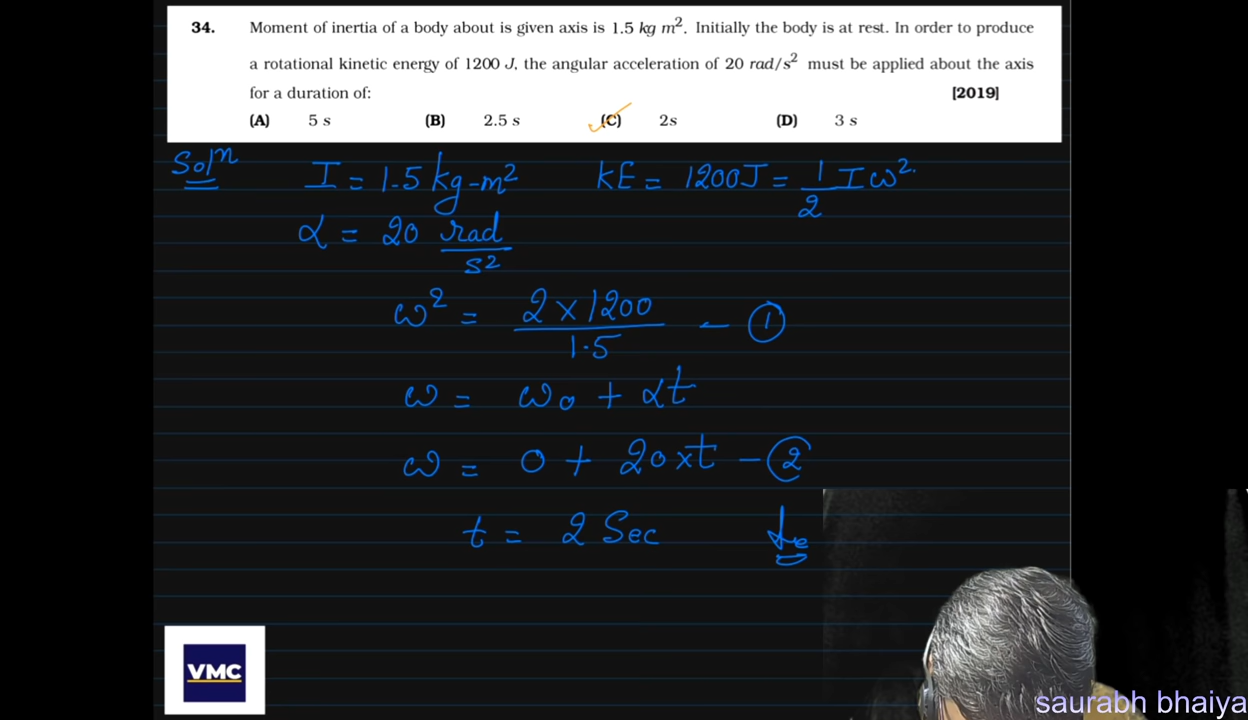 34. Moment of inertia of a body about is given axis is 1.5 kg m². Initially the body is at rest. In order to produce
a rotational kinetic energy of 1200 J, the angular acceleration of 20 rad/s² must be applied about the axis
for a duration of: [2019]
(A) 5 s (B) 2.5 s (C) 2s (D) 3 s
Solⁿ I = 1.5 kg-m² KE = 1200J = 1/2 I ω²
α = 20 rad/s²
ω² = 2 × 1200 / 1.5 – ①
ω = ω₀ + αt
ω = 0 + 20×t – ②
t = 2 Sec
VMC
saurabh bhaiya